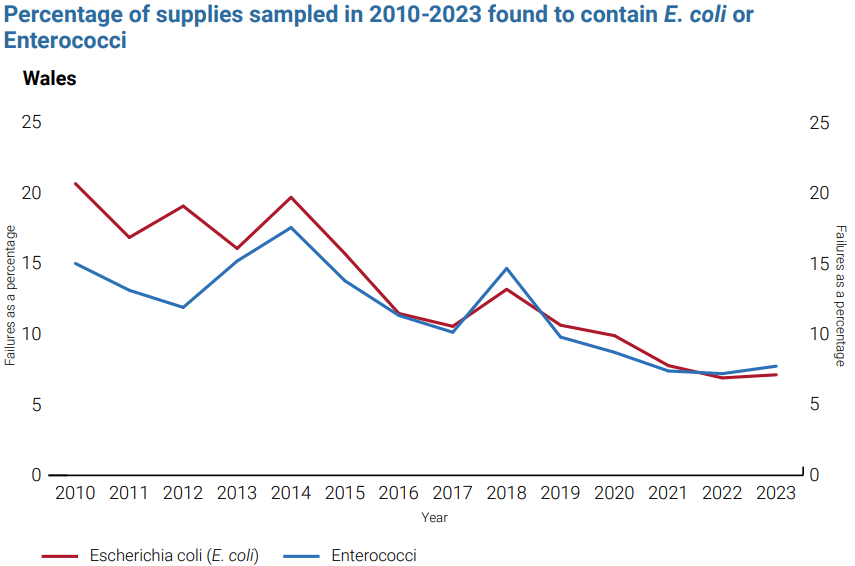 Percentage of supplies sampled in 2010-2023 found to contain E. coli or
Enterococci
Wales
25
20
15
10
5
0
Failures as a percentage
25
20
15
10
5
0
Failures as a percentage
2010 2011 2012 2013 2014 2015 2016 2017 2018 2019 2020 2021 2022 2023
Year
Escherichia coli (E. coli) Enterococci